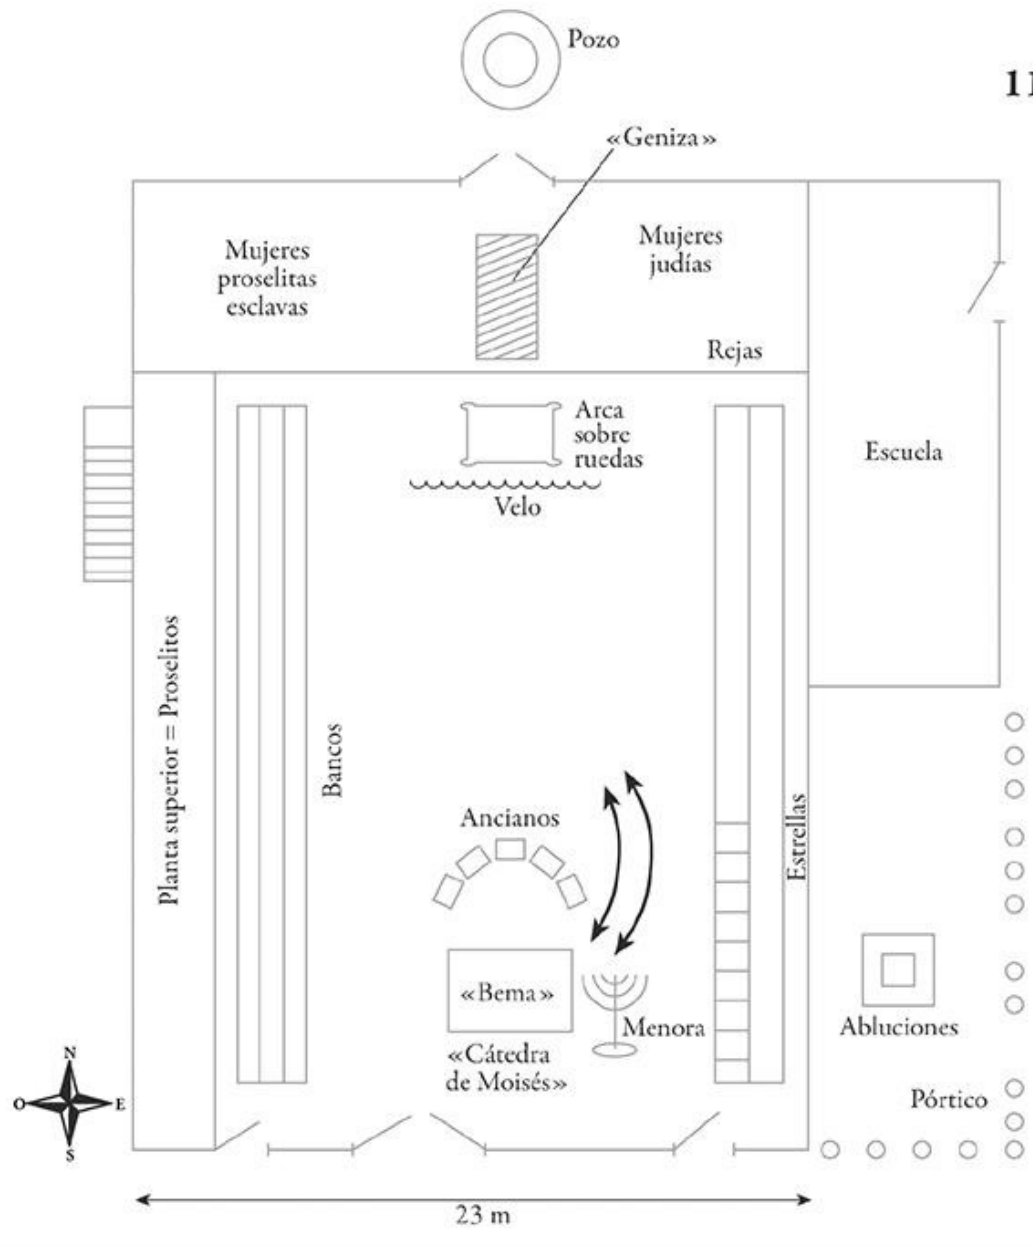 Pozo
11
«Geniza»
Mujeres
proselitas
esclavas
Mujeres
judías
Rejas
Arca
sobre
ruedas
Velo
Escuela
Planta superior = Proselitos
Bancos
Ancianos
Estrellas
«Bema»
Menora
«Cátedra
de Moisés»
Abluciones
Pórtico
N
O
E
S
23 m